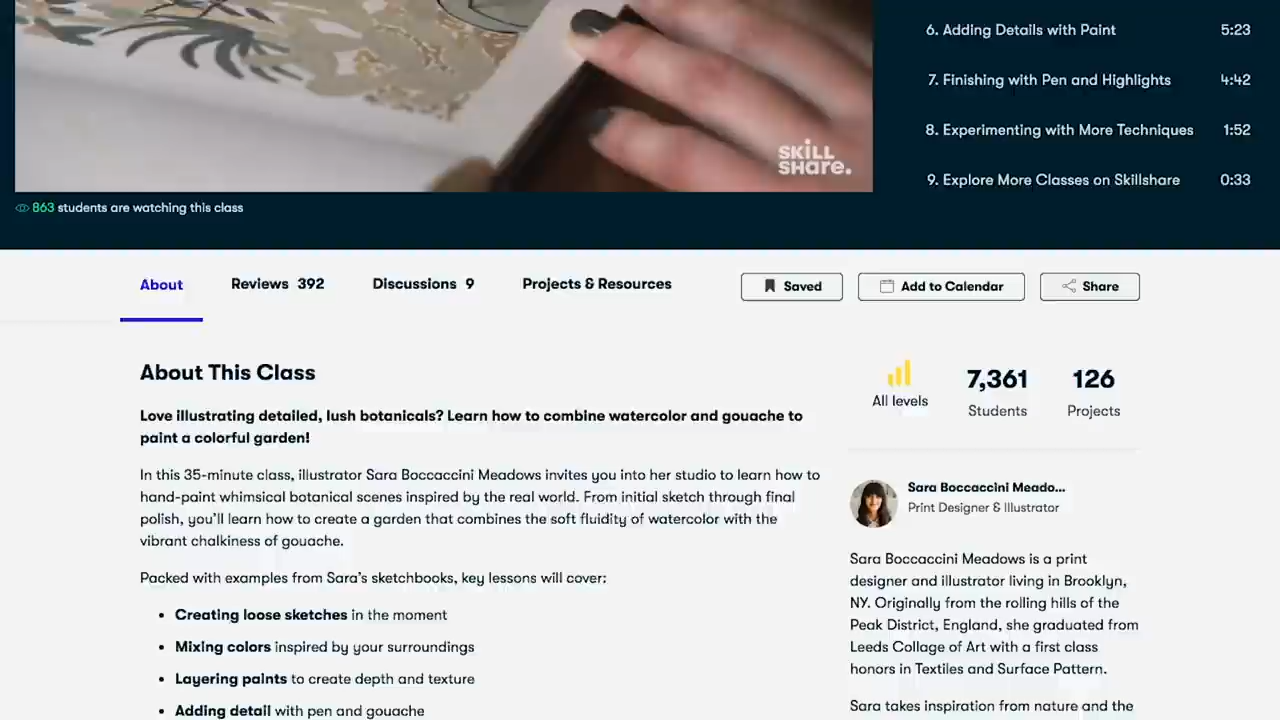 6. Adding Details with Paint 5:23
7. Finishing with Pen and Highlights 4:42
8. Experimenting with More Techniques 1:52
9. Explore More Classes on Skillshare 0:33
SKILL
SHare.
863 students are watching this class
About Reviews 392 Discussions 9 Projects & Resources Saved Add to Calendar Share
About This Class
Love illustrating detailed, lush botanicals? Learn how to combine watercolor and gouache to
paint a colorful garden!
In this 35-minute class, illustrator Sara Boccaccini Meadows invites you into her studio to learn how to
hand-paint whimsical botanical scenes inspired by the real world. From initial sketch through final
polish, you'll learn how to create a garden that combines the soft fluidity of watercolor with the
vibrant chalkiness of gouache.
Packed with examples from Sara's sketchbooks, key lessons will cover:
• Creating loose sketches in the moment
• Mixing colors inspired by your surroundings
• Layering paints to create depth and texture
• Adding detail with pen and gouache
All levels
7,361
Students
126
Projects
Sara Boccaccini Meado...
Print Designer & Illustrator
Sara Boccaccini Meadows is a print
designer and illustrator living in Brooklyn,
NY. Originally from the rolling hills of the
Peak District, England, she graduated from
Leeds Collage of Art with a first class
honors in Textiles and Surface Pattern.
Sara takes inspiration from nature and the